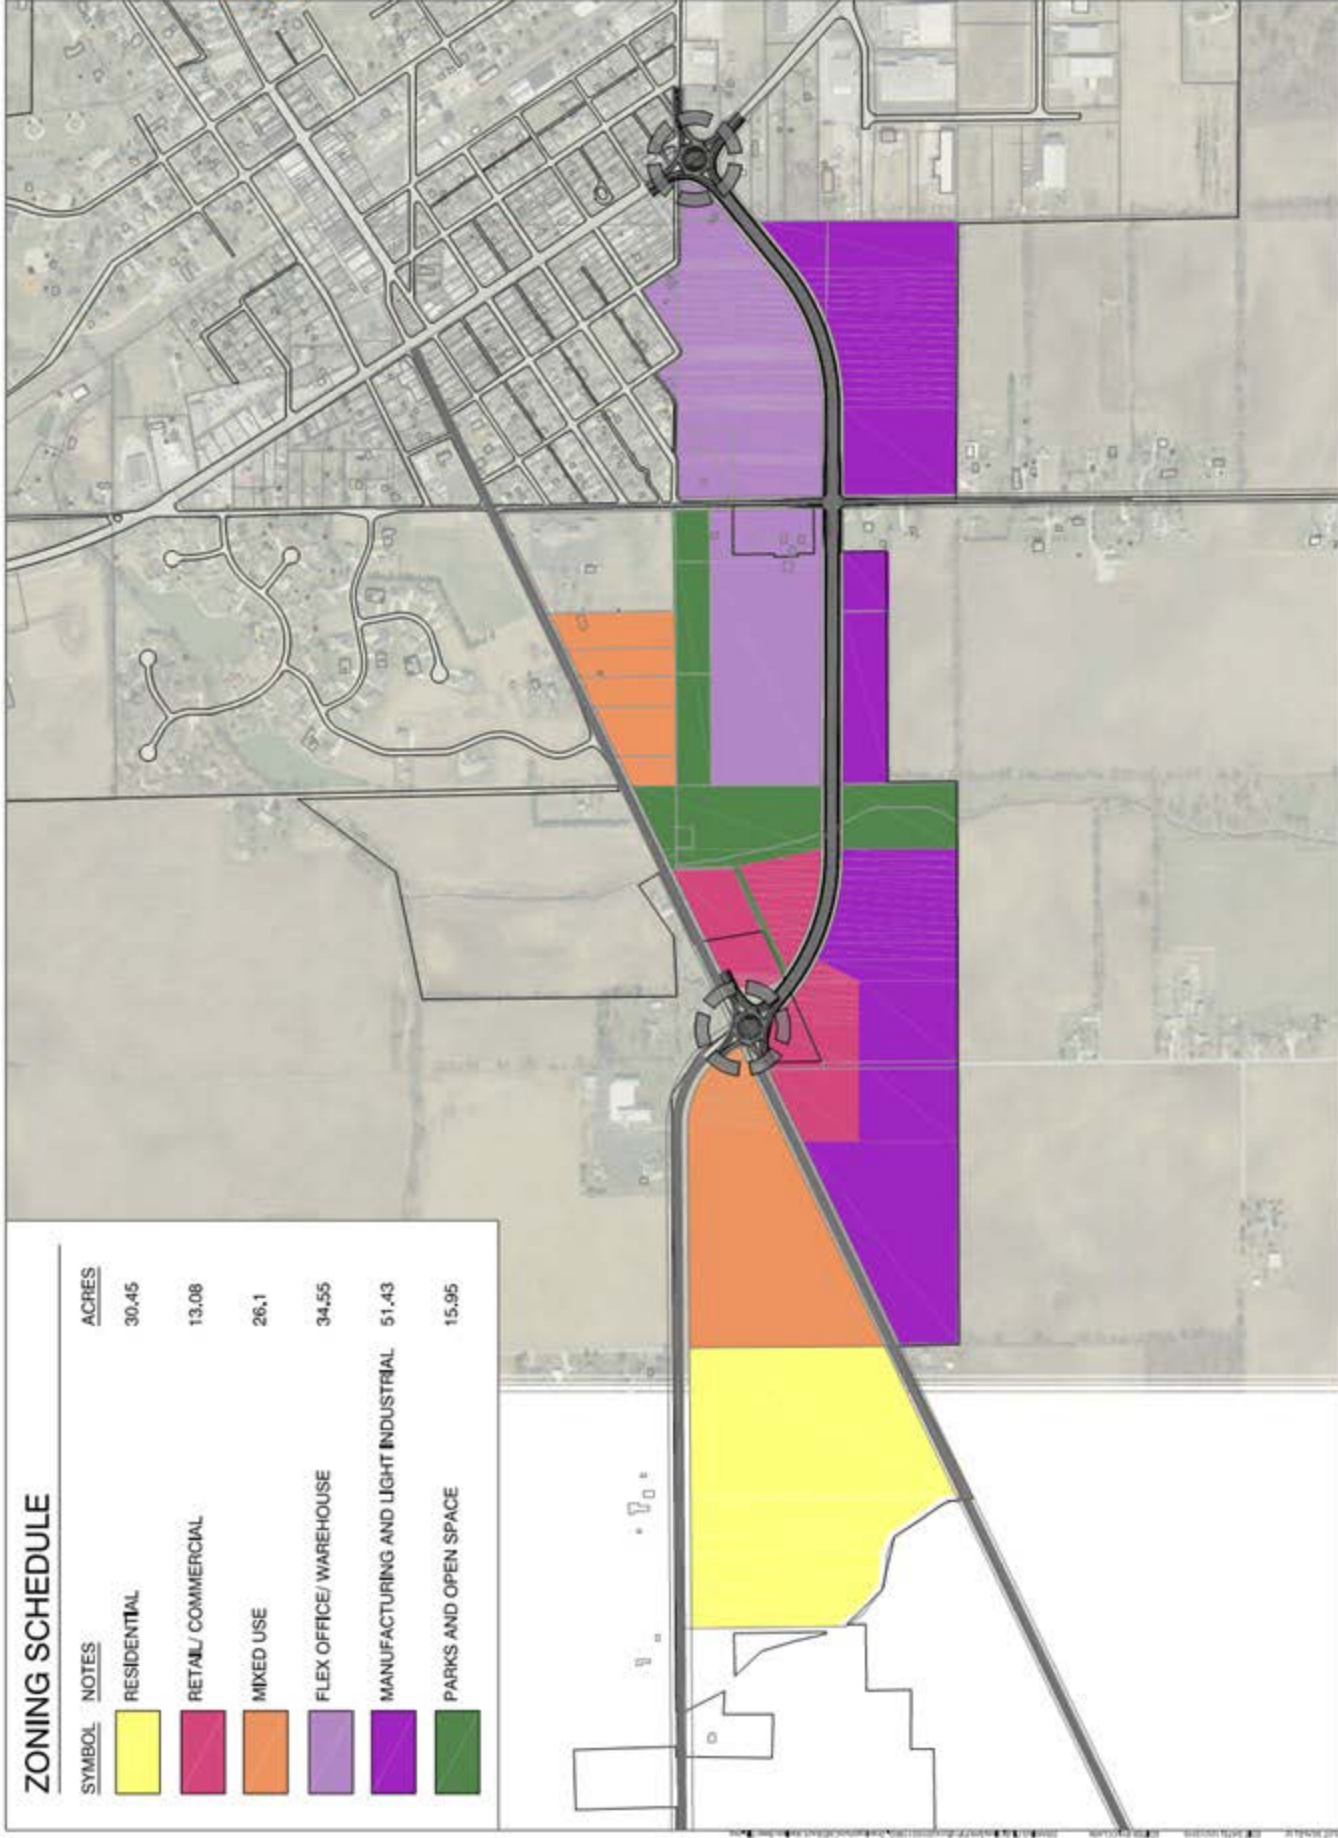 ZONING SCHEDULE
SYMBOL NOTES ACRES
RESIDENTIAL 30.45
RETAIL/ COMMERCIAL 13.08
MIXED USE 26.1
FLEX OFFICE/ WAREHOUSE 34.55
MANUFACTURING AND LIGHT INDUSTRIAL 51.43
PARKS AND OPEN SPACE 15.95